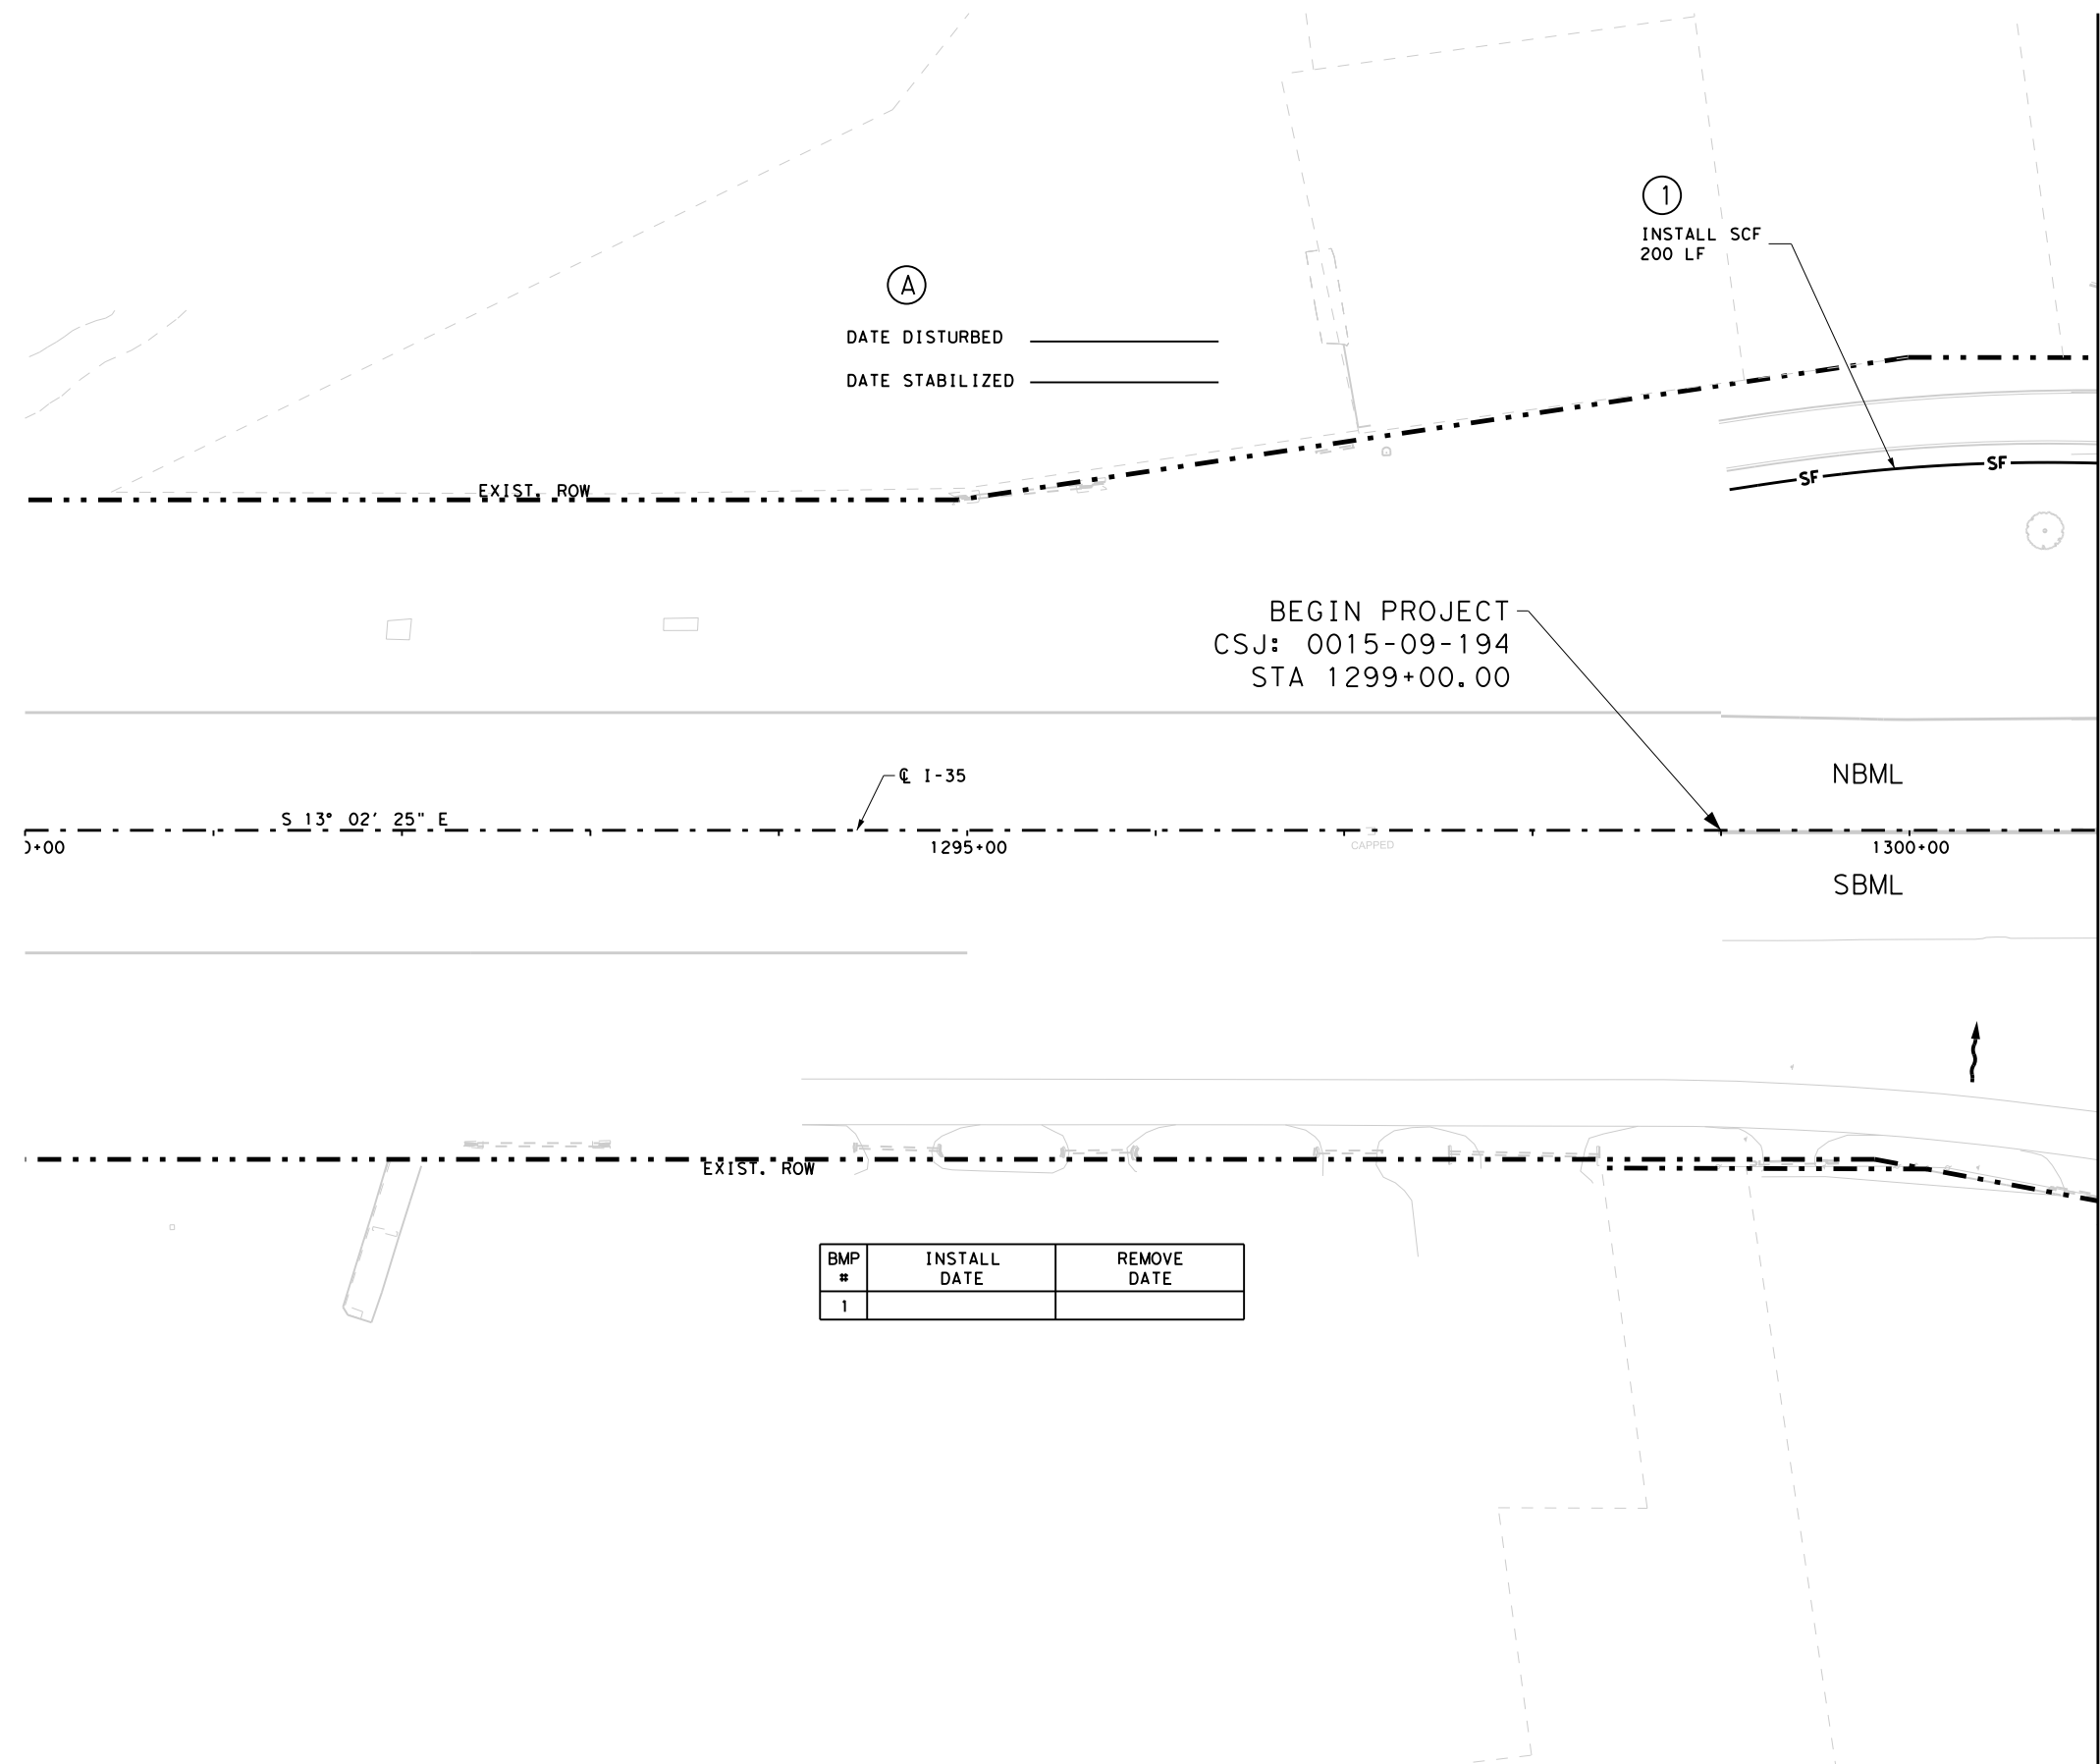 1
INSTALL SCF
200 LF
A
DATE DISTURBED
DATE STABILIZED
SF
SF
EXIST. ROW
BEGIN PROJECT
CSJ: 0015-09-194
STA 1299+00.00
NBML
℄ I-35
S 13° 02' 25" E
0+00
1295+00
CAPPED
1300+00
SBML
EXIST. ROW
BMP # INSTALL DATE REMOVE DATE
1